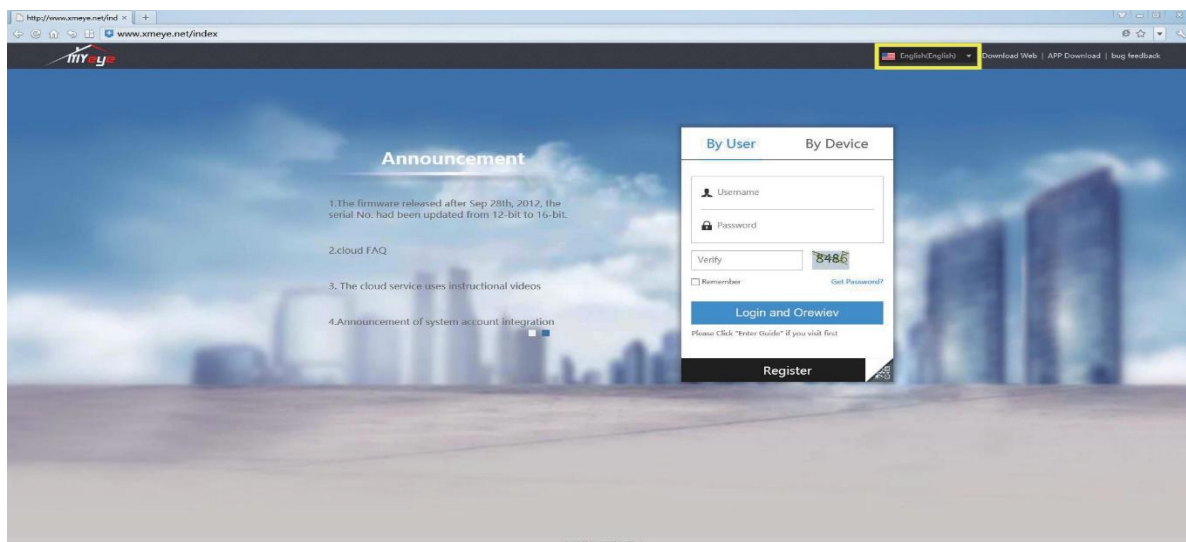 http://www.xmeye.net/ind
www.xmeye.net/index
mYeye
English(English)
Download Web | APP Download | bug feedback
Announcement
1.The firmware released after Sep 28th, 2012, the
serial No. had been updated from 12-bit to 16-bit.
2.cloud FAQ
3. The cloud service uses instructional videos
4.Announcement of system account integration
By User By Device
Username
Password
Verify 8486
Remember Get Password?
Login and Orewiev
Please Click "Enter Guide" if you visit first
Register